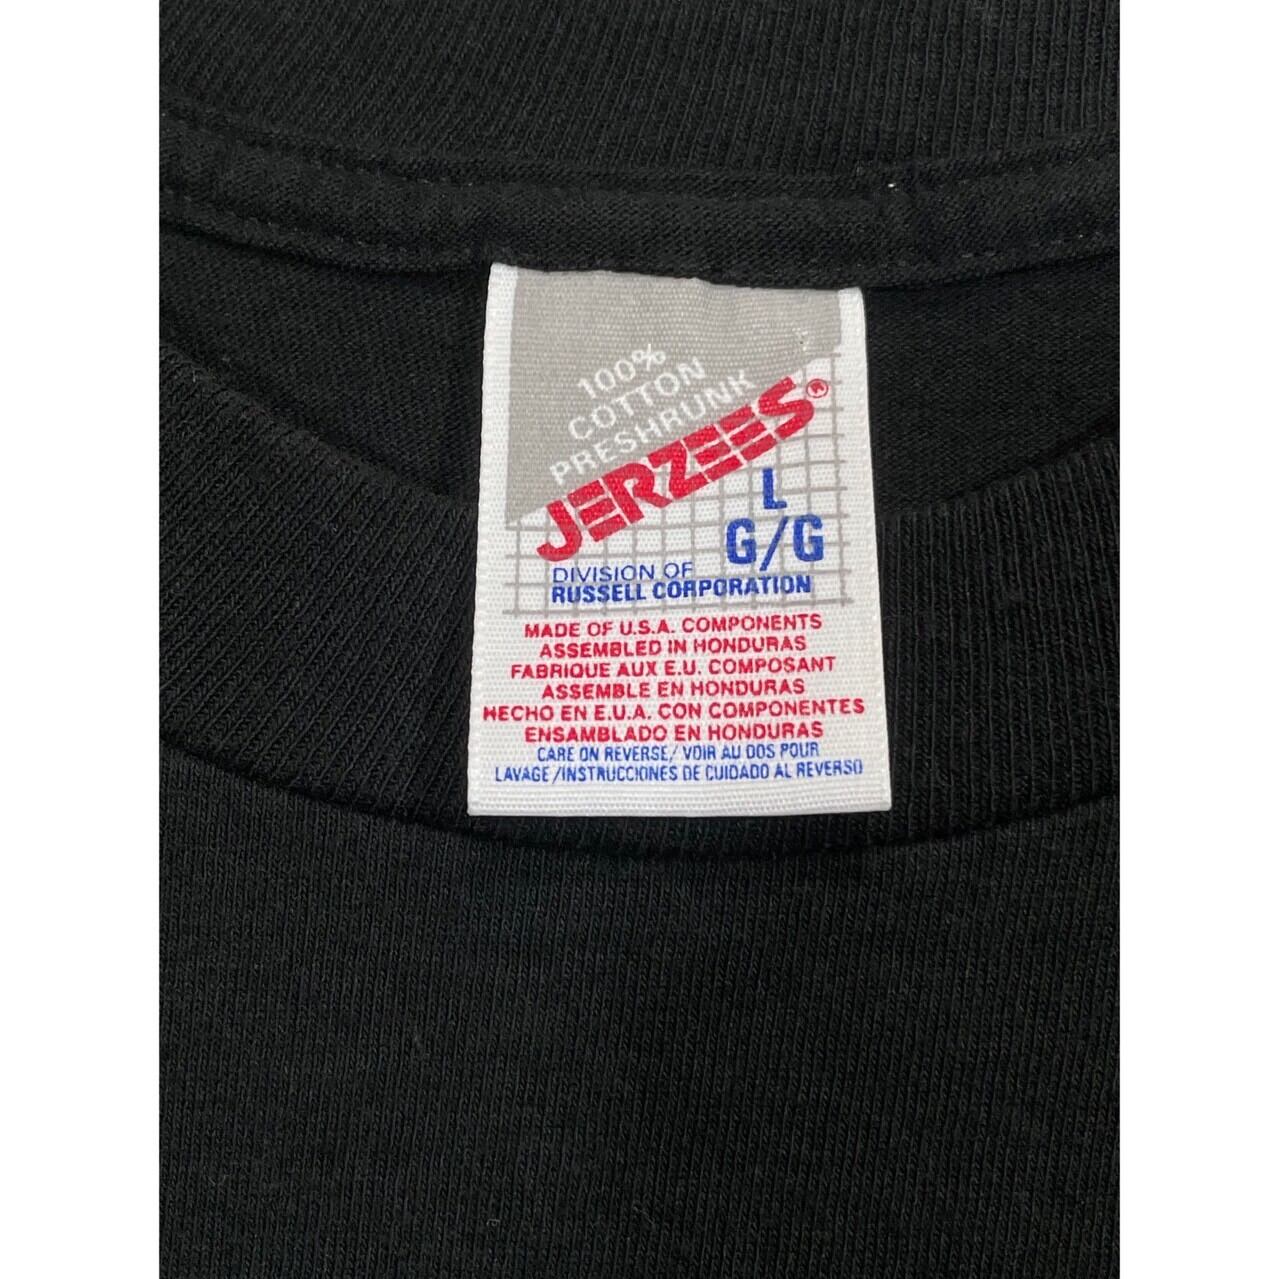 100%
COTTON
PRESHRUNK
JERZEES®
L
G/G
DIVISION OF
RUSSELL CORPORATION
MADE OF U.S.A. COMPONENTS
ASSEMBLED IN HONDURAS
FABRIQUE AUX E.U. COMPOSANT
ASSEMBLE EN HONDURAS
HECHO EN E.U.A. CON COMPONENTES
ENSAMBLADO EN HONDURAS
CARE ON REVERSE/ VOIR AU DOS POUR
LAVAGE /INSTRUCCIONES DE CUIDADO AL REVERSO